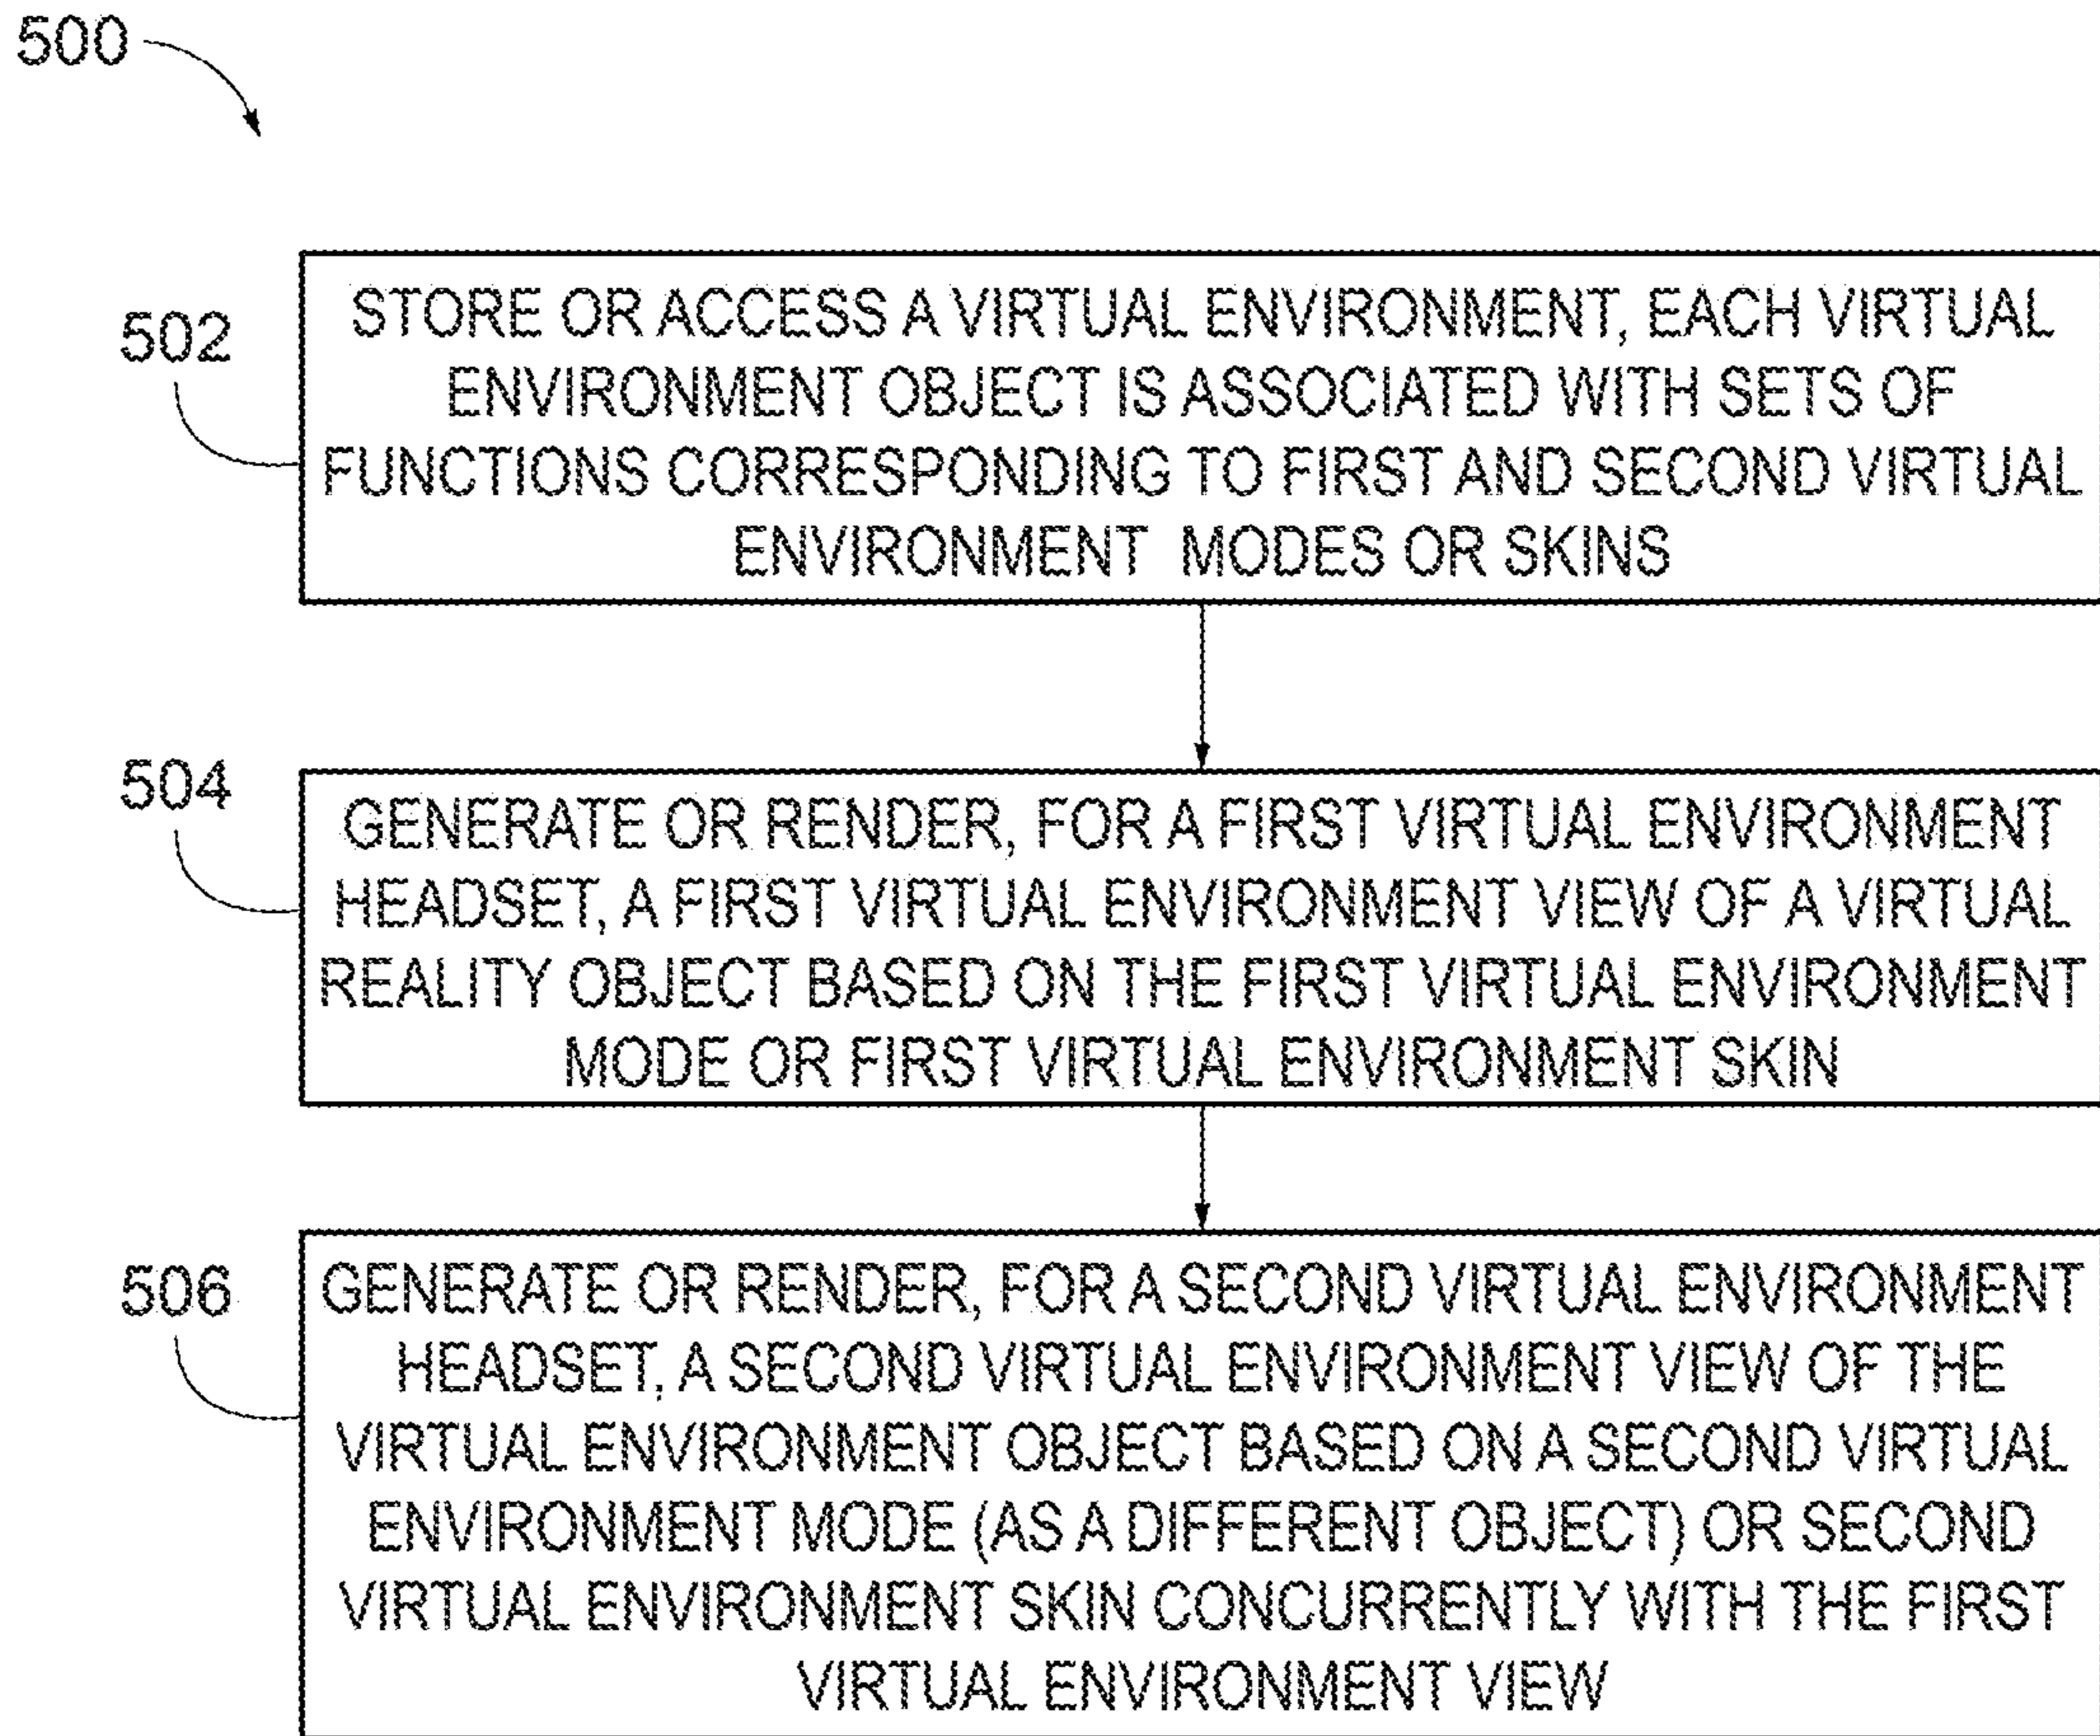 500
502
STORE OR ACCESS A VIRTUAL ENVIRONMENT, EACH VIRTUAL
ENVIRONMENT OBJECT IS ASSOCIATED WITH SETS OF
FUNCTIONS CORRESPONDING TO FIRST AND SECOND VIRTUAL
ENVIRONMENT MODES OR SKINS
504
GENERATE OR RENDER, FOR A FIRST VIRTUAL ENVIRONMENT
HEADSET, A FIRST VIRTUAL ENVIRONMENT VIEW OF A VIRTUAL
REALITY OBJECT BASED ON THE FIRST VIRTUAL ENVIRONMENT
MODE OR FIRST VIRTUAL ENVIRONMENT SKIN
506
GENERATE OR RENDER, FOR A SECOND VIRTUAL ENVIRONMENT
HEADSET, A SECOND VIRTUAL ENVIRONMENT VIEW OF THE
VIRTUAL ENVIRONMENT OBJECT BASED ON A SECOND VIRTUAL
ENVIRONMENT MODE (AS A DIFFERENT OBJECT) OR SECOND
VIRTUAL ENVIRONMENT SKIN CONCURRENTLY WITH THE FIRST
VIRTUAL ENVIRONMENT VIEW